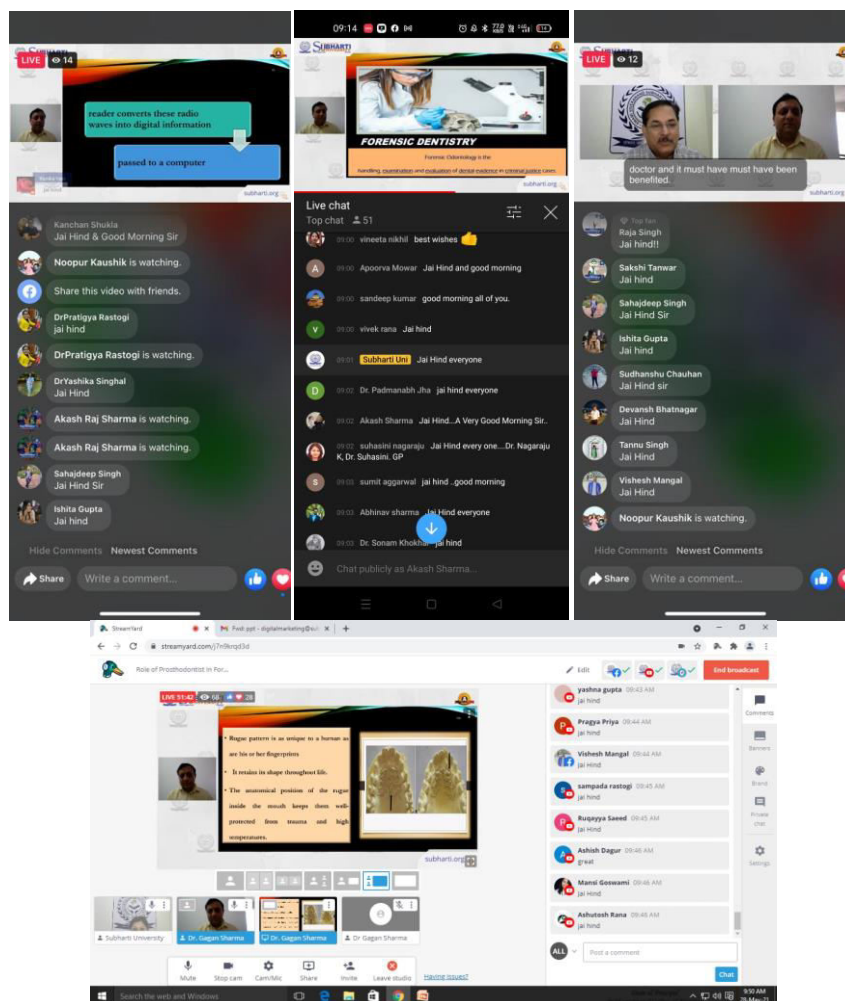 SUBHARTI
LIVE 14
reader converts these radio
waves into digital information
passed to a computer
subharti.org
Kanchan Shukla
Jai Hind & Good Morning Sir
Noopur Kaushik is watching.
Share this video with friends.
DrPratigya Rastogi
jai hind
DrPratigya Rastogi is watching.
DrYashika Singhal
Jai Hind
Akash Raj Sharma is watching.
Akash Raj Sharma is watching.
Sahajdeep Singh
Jai Hind Sir
Ishita Gupta
Jai hind
Hide Comments Newest Comments
Share Write a comment...
09:14
SUBHARTI
FORENSIC DENTISTRY
Forensic Odontology is the
handling, examination and evaluation of dental evidence in criminal justice cases.
subharti.org
Live chat
Top chat 51
09:00 vineeta nikhil best wishes
A 09:00 Apoorva Mowar Jai Hind and good morning
09:00 sandeep kumar good morning all of you.
V 09:00 vivek rana Jai hind
09:01 Subharti Uni Jai Hind everyone
D 09:02 Dr. Padmanabh Jha jai hind everyone
09:02 Akash Sharma Jai Hind...A Very Good Morning Sir..
09:02 suhasini nagaraju Jai Hind every one....Dr. Nagaraju
K, Dr. Suhasini. GP
S 09:03 sumit aggarwal jai hind ..good morning
09:03 Abhinav sharma Jai Hind everyone
09:03 Dr. Sonam Khokhar jai hind
Chat publicly as Akash Sharma...
SUBHARTI
LIVE 12
doctor and it must have must have been
benefited.
subharti.org
Top fan
Raja Singh
Jai hind!!
Sakshi Tanwar
Jai hind
Sahajdeep Singh
Jai Hind Sir
Ishita Gupta
Jai hind
Sudhanshu Chauhan
Jai Hind sir
Devansh Bhatnagar
Jai Hind
Tannu Singh
Jai Hind
Vishesh Mangal
Jai Hind
Noopur Kaushik is watching.
Hide Comments Newest Comments
Share Write a comment...
StreamYard
Fwd: ppt - digitalmarketing@sub
streamyard.com/j7n9krqd3d
Role of Prosthodontist in For...
Edit
End broadcast
LIVE 51:42 66 28
• Rugae pattern is as unique to a human as
are his or her fingerprints
• It retains its shape throughout life.
• The anatomical position of the rugae
inside the mouth keeps them well-
protected from trauma and high
temperatures.
subharti.org
Subharti University
Dr. Gagan Sharma
Dr. Gagan Sharma
Dr Gagan Sharma
Mute Stop cam Cam/Mic Share Invite Leave studio Having issues?
yashna gupta 09:43 AM
jai hind
Pragya Priya 09:44 AM
Jai hind
Vishesh Mangal 09:44 AM
Jai Hind
sampada rastogi 09:45 AM
jai hind
Ruqayya Saeed 09:45 AM
Jai Hind
Ashish Dagur 09:46 AM
great
Mansi Goswami 09:46 AM
Jai Hind
Ashutosh Rana 09:46 AM
jai hind
ALL Post a comment
Chat
Comments
Banners
Brand
Private
chat
Settings
Search the web and Windows
9:50 AM
28-May-21